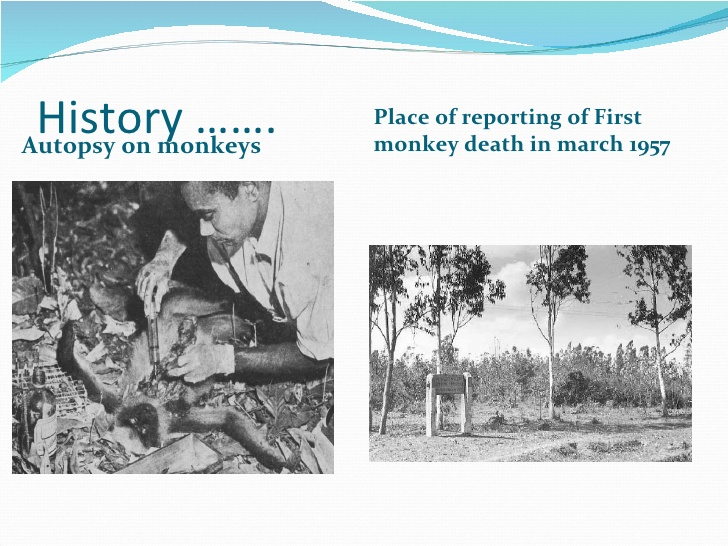 History …….
Autopsy on monkeys
Place of reporting of First
monkey death in march 1957